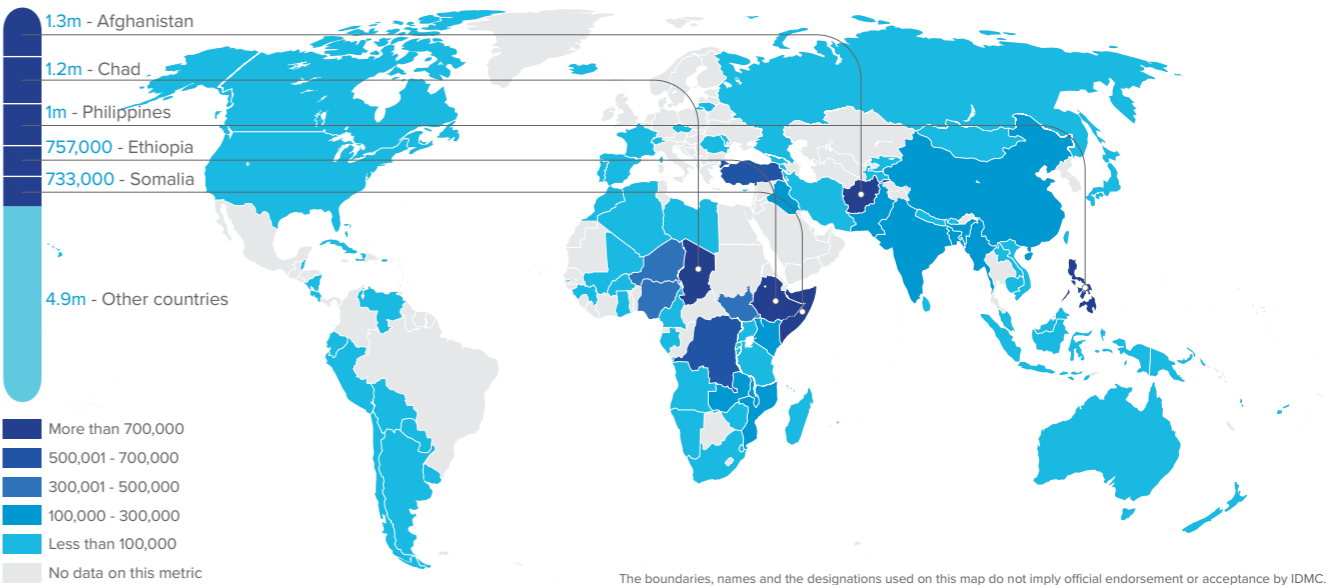 1.3m - Afghanistan
1.2m - Chad
1m - Philippines
757,000 - Ethiopia
733,000 - Somalia
4.9m - Other countries
More than 700,000
500,001 - 700,000
300,001 - 500,000
100,000 - 300,000
Less than 100,000
No data on this metric
The boundaries, names and the designations used on this map do not imply official endorsement or acceptance by IDMC